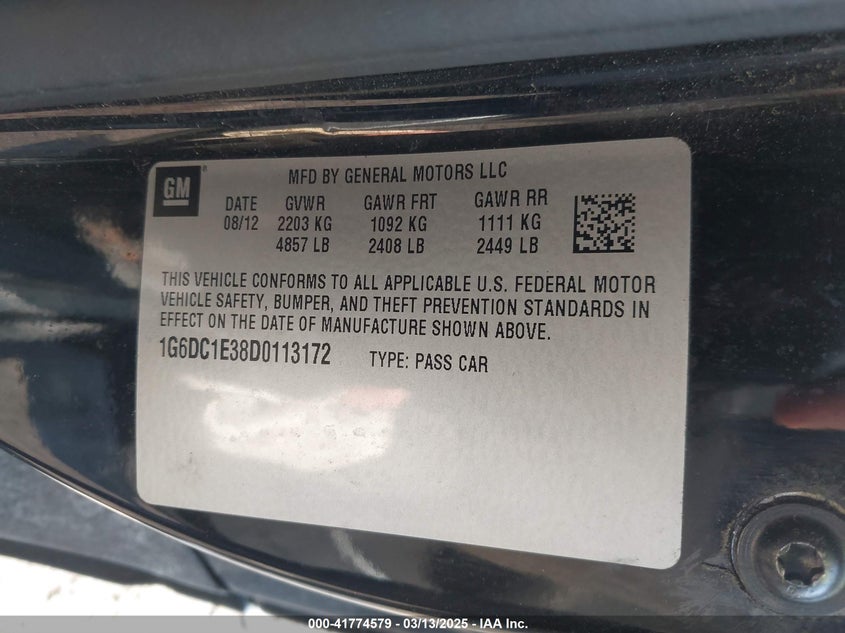 GM
MFD BY GENERAL MOTORS LLC
DATE GVWR GAWR FRT GAWR RR
08/12 2203 KG 1092 KG 1111 KG
4857 LB 2408 LB 2449 LB
THIS VEHICLE CONFORMS TO ALL APPLICABLE U.S. FEDERAL MOTOR
VEHICLE SAFETY, BUMPER, AND THEFT PREVENTION STANDARDS IN
EFFECT ON THE DATE OF MANUFACTURE SHOWN ABOVE.
1G6DC1E38D0113172 TYPE: PASS CAR
000-41774579 - 03/13/2025 - IAA Inc.